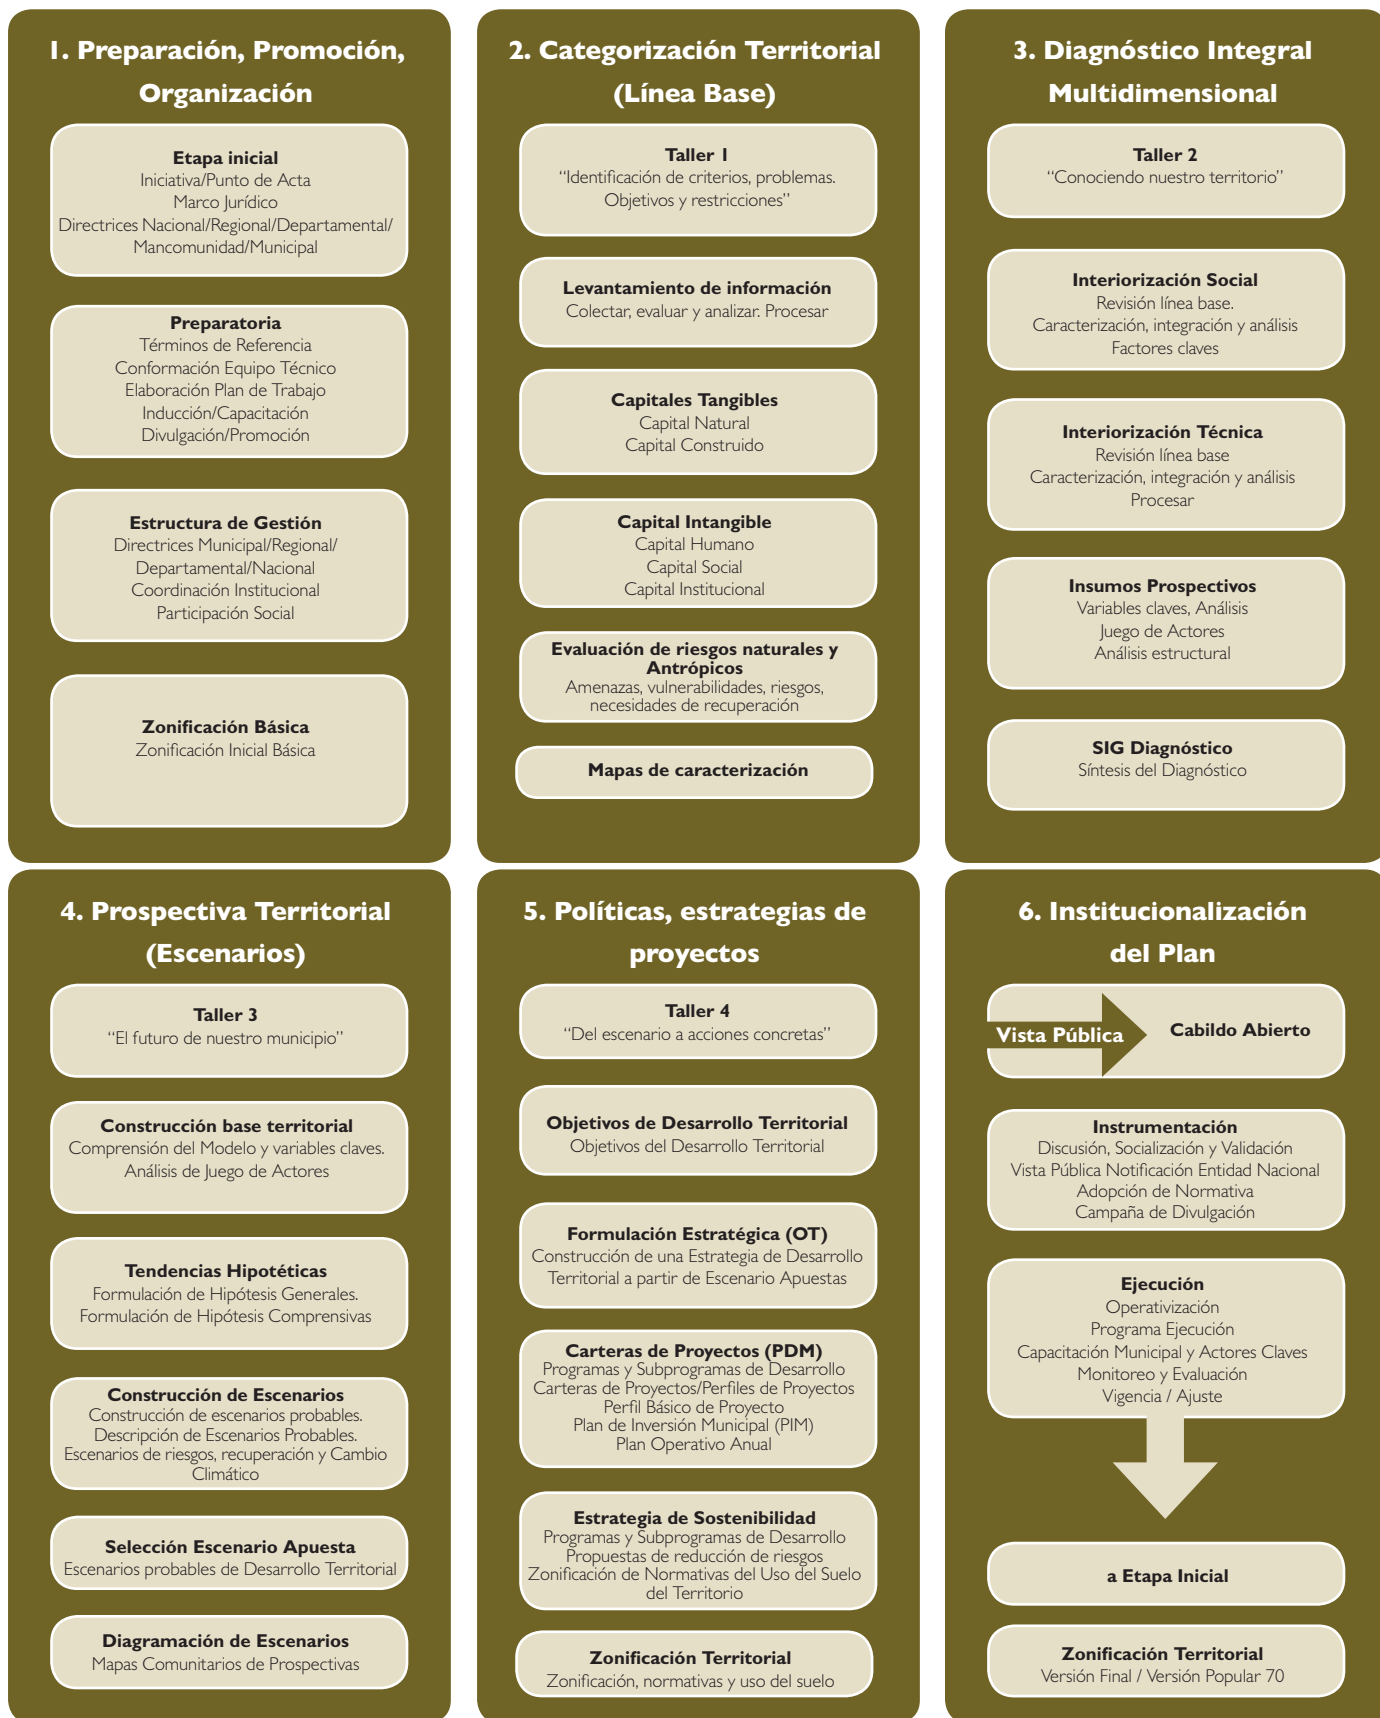 1. Preparación, Promoción,
Organización
Etapa inicial
Iniciativa/Punto de Acta
Marco Jurídico
Directrices Nacional/Regional/Departamental/
Mancomunidad/Municipal
Preparatoria
Términos de Referencia
Conformación Equipo Técnico
Elaboración Plan de Trabajo
Inducción/Capacitación
Divulgación/Promoción
Estructura de Gestión
Directrices Municipal/Regional/
Departamental/Nacional
Coordinación Institucional
Participación Social
Zonificación Básica
Zonificación Inicial Básica
2. Categorización Territorial
(Línea Base)
Taller 1
“Identificación de criterios, problemas.
Objetivos y restricciones”
Levantamiento de información
Colectar, evaluar y analizar. Procesar
Capitales Tangibles
Capital Natural
Capital Construido
Capital Intangible
Capital Humano
Capital Social
Capital Institucional
Evaluación de riesgos naturales y
Antrópicos
Amenazas, vulnerabilidades, riesgos,
necesidades de recuperación
Mapas de caracterización
3. Diagnóstico Integral
Multidimensional
Taller 2
“Conociendo nuestro territorio”
Interiorización Social
Revisión línea base.
Caracterización, integración y análisis
Factores claves
Interiorización Técnica
Revisión línea base
Caracterización, integración y análisis
Procesar
Insumos Prospectivos
Variables claves, Análisis
Juego de Actores
Análisis estructural
SIG Diagnóstico
Síntesis del Diagnóstico
4. Prospectiva Territorial
(Escenarios)
Taller 3
“El futuro de nuestro municipio”
Construcción base territorial
Comprensión del Modelo y variables claves.
Análisis de Juego de Actores
Tendencias Hipotéticas
Formulación de Hipótesis Generales.
Formulación de Hipótesis Comprensivas
Construcción de Escenarios
Construcción de escenarios probables.
Descripción de Escenarios Probables.
Escenarios de riesgos, recuperación y Cambio
Climático
Selección Escenario Apuesta
Escenarios probables de Desarrollo Territorial
Diagramación de Escenarios
Mapas Comunitarios de Prospectivas
5. Políticas, estrategias de
proyectos
Taller 4
“Del escenario a acciones concretas”
Objetivos de Desarrollo Territorial
Objetivos del Desarrollo Territorial
Formulación Estratégica (OT)
Construcción de una Estrategia de Desarrollo
Territorial a partir de Escenario Apuestas
Carteras de Proyectos (PDM)
Programas y Subprogramas de Desarrollo
Carteras de Proyectos/Perfiles de Proyectos
Perfil Básico de Proyecto
Plan de Inversión Municipal (PIM)
Plan Operativo Anual
Estrategia de Sostenibilidad
Programas y Subprogramas de Desarrollo
Propuestas de reducción de riesgos
Zonificación de Normativas del Uso del Suelo
del Territorio
Zonificación Territorial
Zonificación, normativas y uso del suelo
6. Institucionalización
del Plan
Vista Pública
Cabildo Abierto
Instrumentación
Discusión, Socialización y Validación
Vista Pública Notificación Entidad Nacional
Adopción de Normativa
Campaña de Divulgación
Ejecución
Operativización
Programa Ejecución
Capacitación Municipal y Actores Claves
Monitoreo y Evaluación
Vigencia / Ajuste
a Etapa Inicial
Zonificación Territorial
Versión Final / Versión Popular 70